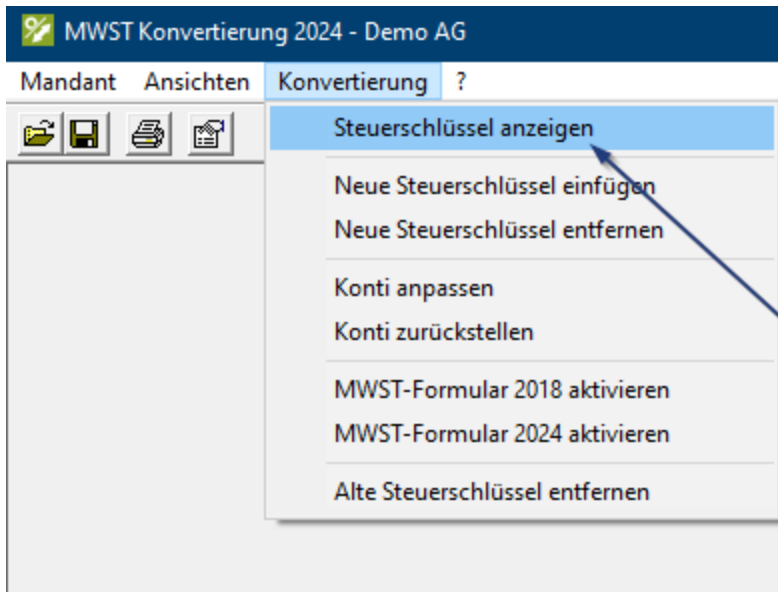 MWST Konvertierung 2024 - Demo AG
Mandant Ansichten Konvertierung ?
Steuerschlüssel anzeigen
Neue Steuerschlüssel einfügen
Neue Steuerschlüssel entfernen
Konti anpassen
Konti zurückstellen
MWST-Formular 2018 aktivieren
MWST-Formular 2024 aktivieren
Alte Steuerschlüssel entfernen